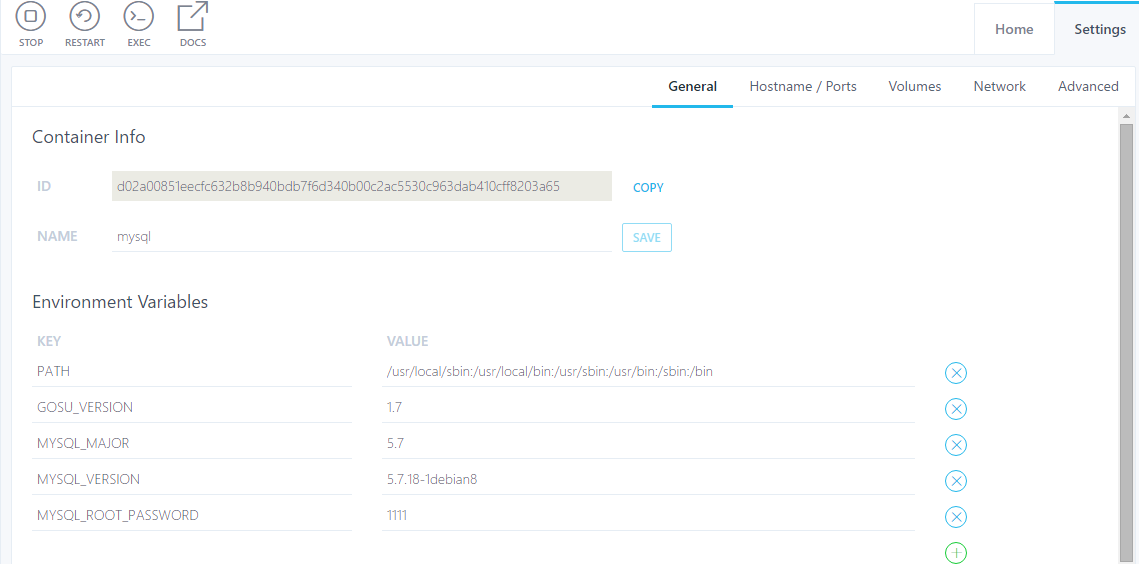 STOP RESTART EXEC DOCS
Home Settings
General Hostname / Ports Volumes Network Advanced
Container Info
ID d02a00851eecfc632b8b940bdb7f6d340b00c2ac5530c963dab410cff8203a65 COPY
NAME mysql SAVE
Environment Variables
KEY VALUE
PATH /usr/local/sbin:/usr/local/bin:/usr/sbin:/usr/bin:/sbin:/bin
GOSU_VERSION 1.7
MYSQL_MAJOR 5.7
MYSQL_VERSION 5.7.18-1debian8
MYSQL_ROOT_PASSWORD 1111